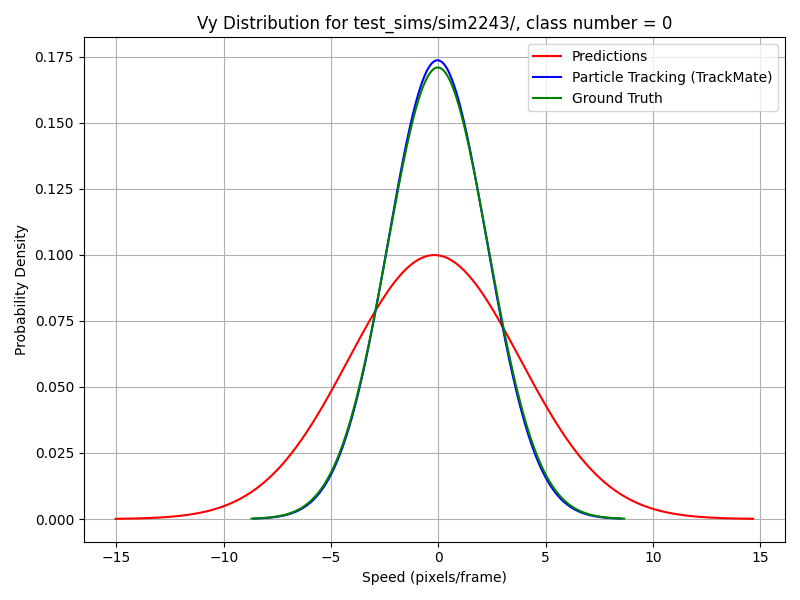 Vy Distribution for test_sims/sim2243/, class number = 0
Predictions
Particle Tracking (TrackMate)
Ground Truth
0.175
0.150
0.125
0.100
0.075
0.050
0.025
0.000
Probability Density
−15
−10
−5
0
5
10
15
Speed (pixels/frame)